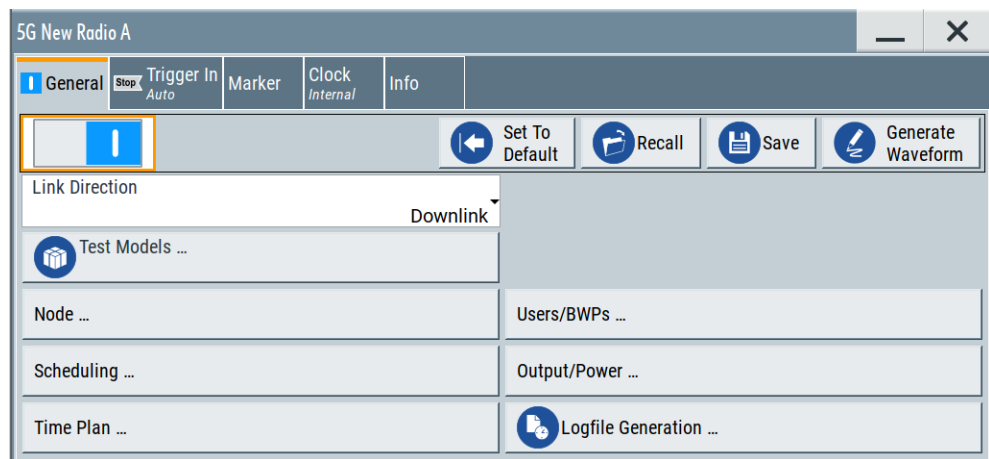 5G New Radio A
General
Stop
Trigger In
Auto
Marker
Clock
Internal
Info
Set To
Default
Recall
Save
Generate
Waveform
Link Direction
Downlink
Test Models ...
Node ...
Users/BWPs ...
Scheduling ...
Output/Power ...
Time Plan ...
Logfile Generation ...